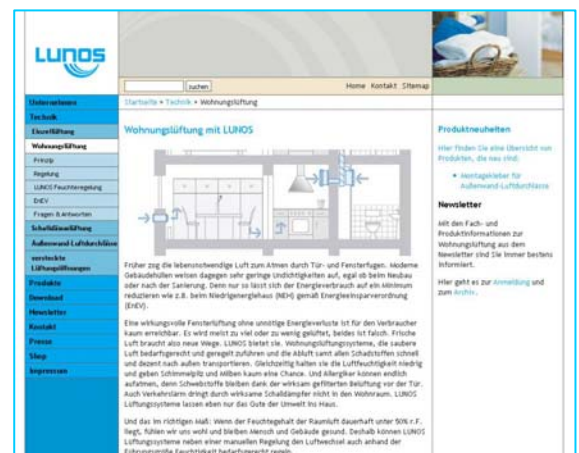 LUNOS
suchen
Home Kontakt Sitemap
Startseite • Technik • Wohnungslüftung
Unternehmen
Technik
Einzellüftung
Wohnungslüftung
Prinzip
Regelung
LUNOS Feuchteregelung
EnEV
Fragen & Antworten
Schalldämmlüftung
Außenwand-Luftdurchlässe
versteckte
Lüftungsöffnungen
Produkte
Download
Newsletter
Kontakt
Presse
Shop
Impressum
Wohnungslüftung mit LUNOS
Früher zog die lebensnotwendige Luft zum Atmen durch Tür- und Fensterfugen. Moderne
Gebäudehüllen weisen dagegen sehr geringe Undichtigkeiten auf, egal ob beim Neubau
oder nach der Sanierung. Denn nur so lässt sich der Energieverbrauch auf ein Minimum
reduzieren wie z.B. beim Niedrigenergiehaus (NEH) gemäß Energieeinsparverordnung
(EnEV).
Eine wirkungsvolle Fensterlüftung ohne unnötige Energieverluste ist für den Verbraucher
kaum erreichbar. Es wird meist zu viel oder zu wenig gelüftet, beides ist falsch. Frische
Luft braucht also neue Wege. LUNOS bietet sie. Wohnungslüftungssysteme, die saubere
Luft bedarfsgerecht und geregelt zuführen und die Abluft samt allen Schadstoffen schnell
und dezent nach außen transportieren. Gleichzeitig halten sie die Luftfeuchtigkeit niedrig
und geben Schimmelpilz und Milben kaum eine Chance. Und Allergiker können endlich
aufatmen, denn Schwebstoffe bleiben dank der wirksam gefilterten Belüftung vor der Tür.
Auch Verkehrslärm dringt durch wirksame Schalldämpfer nicht in den Wohnraum. LUNOS
Lüftungssysteme lassen eben nur das Gute der Umwelt ins Haus.
Und das im richtigen Maß: Wenn der Feuchtegehalt der Raumluft dauerhaft unter 50% r.F.
liegt, fühlen wir uns wohl und bleiben Mensch und Gebäude gesund. Deshalb können LUNOS
Lüftungssysteme neben einer manuellen Regelung den Luftwechsel auch anhand der
Führungsgröße Feuchtigkeit bedarfsgerecht regeln.
Produktneuheiten
Hier finden Sie eine Übersicht von
Produkten, die neu sind:
• Montagekleber für
Außenwand-Luftdurchlässe
Newsletter
Mit den Fach- und
Produktinformationen zur
Wohnungslüftung aus dem
Newsletter sind Sie immer bestens
informiert.
Hier geht es zur Anmeldung und
zum Archiv.